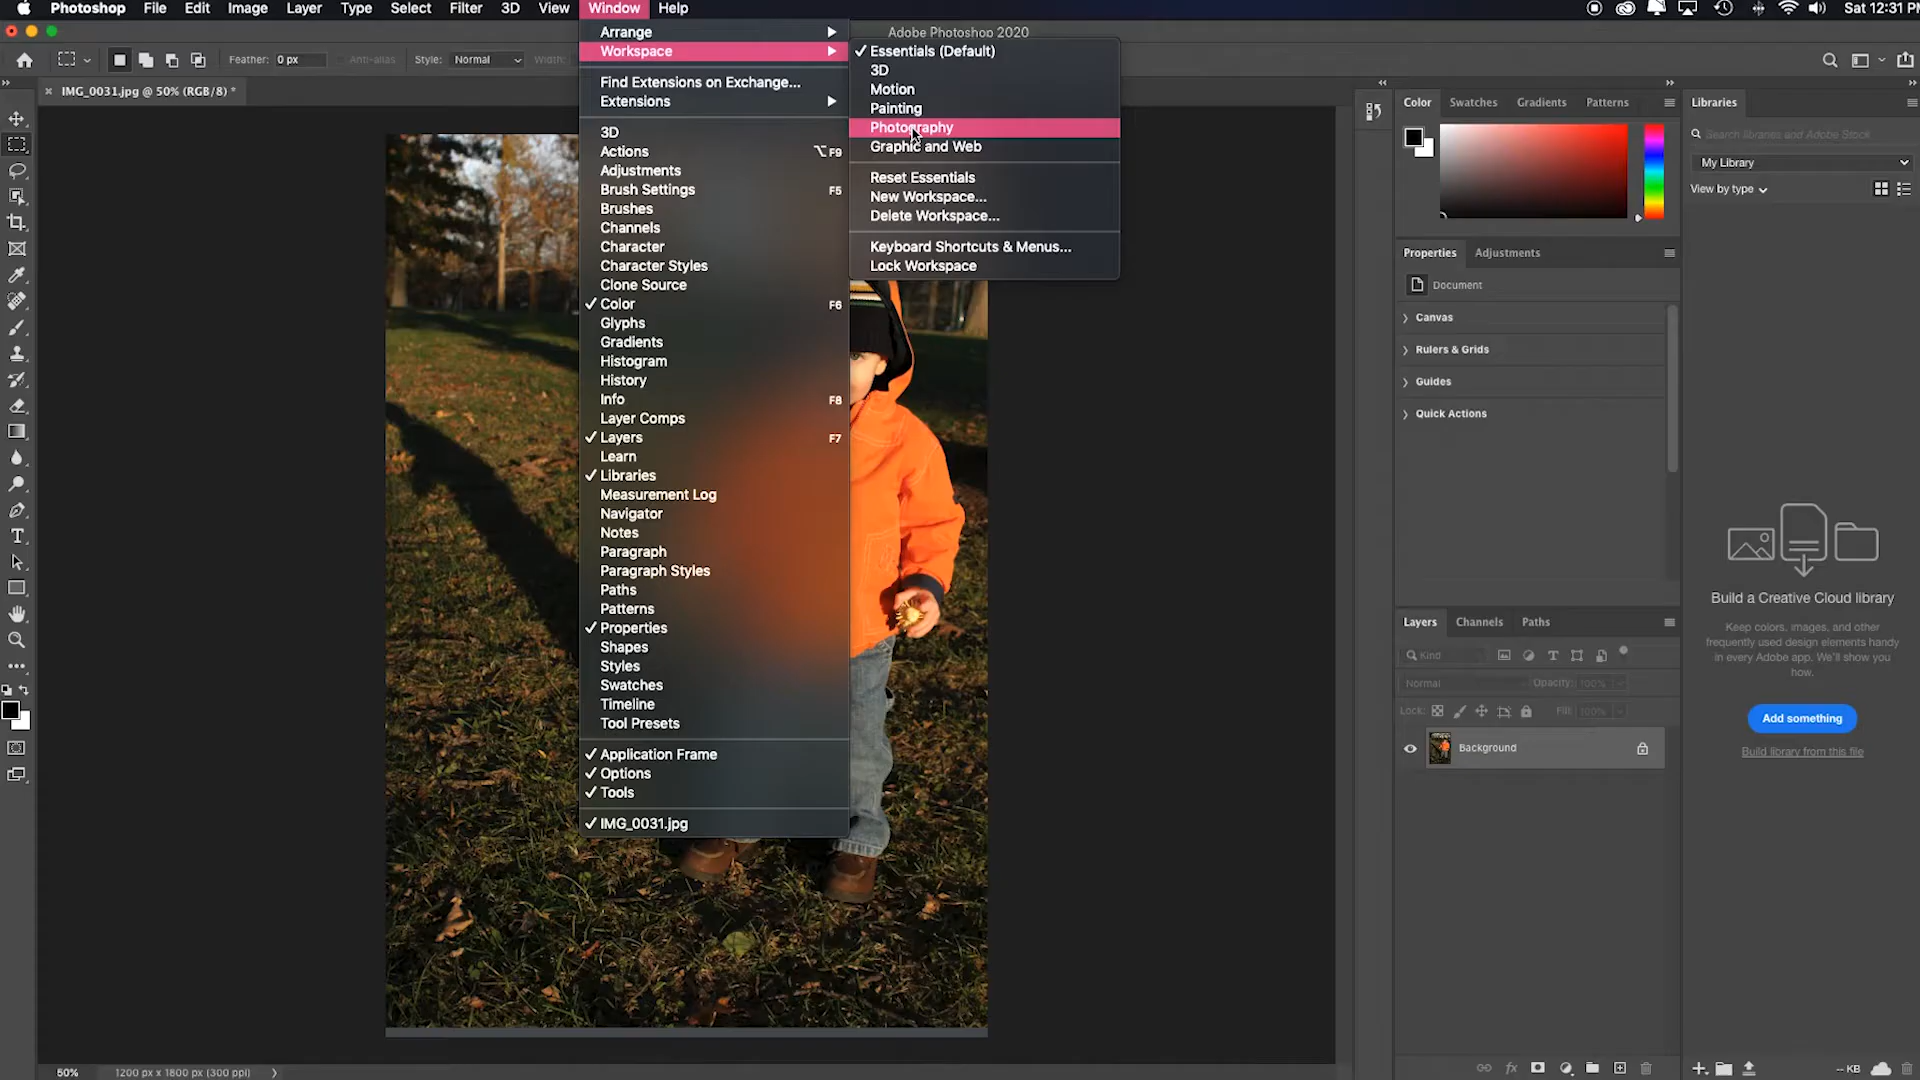 Photoshop File Edit Image Layer Type Select Filter 3D View Window Help Sat 12:31 P
Adobe Photoshop 2020
Feather: 0 px Anti-alias Style: Normal Width:
IMG_0031.jpg @ 50% (RGB/8) *
Arrange
Workspace
Find Extensions on Exchange...
Extensions
3D
Actions ⌥F9
Adjustments
Brush Settings F5
Brushes
Channels
Character
Character Styles
Clone Source
✓ Color F6
Glyphs
Gradients
Histogram
History
Info F8
Layer Comps
✓ Layers F7
Learn
✓ Libraries
Measurement Log
Navigator
Notes
Paragraph
Paragraph Styles
Paths
Patterns
✓ Properties
Shapes
Styles
Swatches
Timeline
Tool Presets
✓ Application Frame
✓ Options
✓ Tools
✓ IMG_0031.jpg
✓ Essentials (Default)
3D
Motion
Painting
Photography
Graphic and Web
Reset Essentials
New Workspace...
Delete Workspace...
Keyboard Shortcuts & Menus...
Lock Workspace
Color Swatches Gradients Patterns
Properties Adjustments
Document
Canvas
Rulers & Grids
Guides
Quick Actions
Layers Channels Paths
Kind
Normal Opacity: 100%
Lock: Fill: 100%
Background
Libraries
Search libraries and Adobe Stock
My Library
View by type
Build a Creative Cloud library
Keep colors, images, and other
frequently used design elements handy
in every Adobe app. We'll show you
how.
Add something
Build library from this file
-- KB
50% 1200 px x 1800 px (300 ppi)